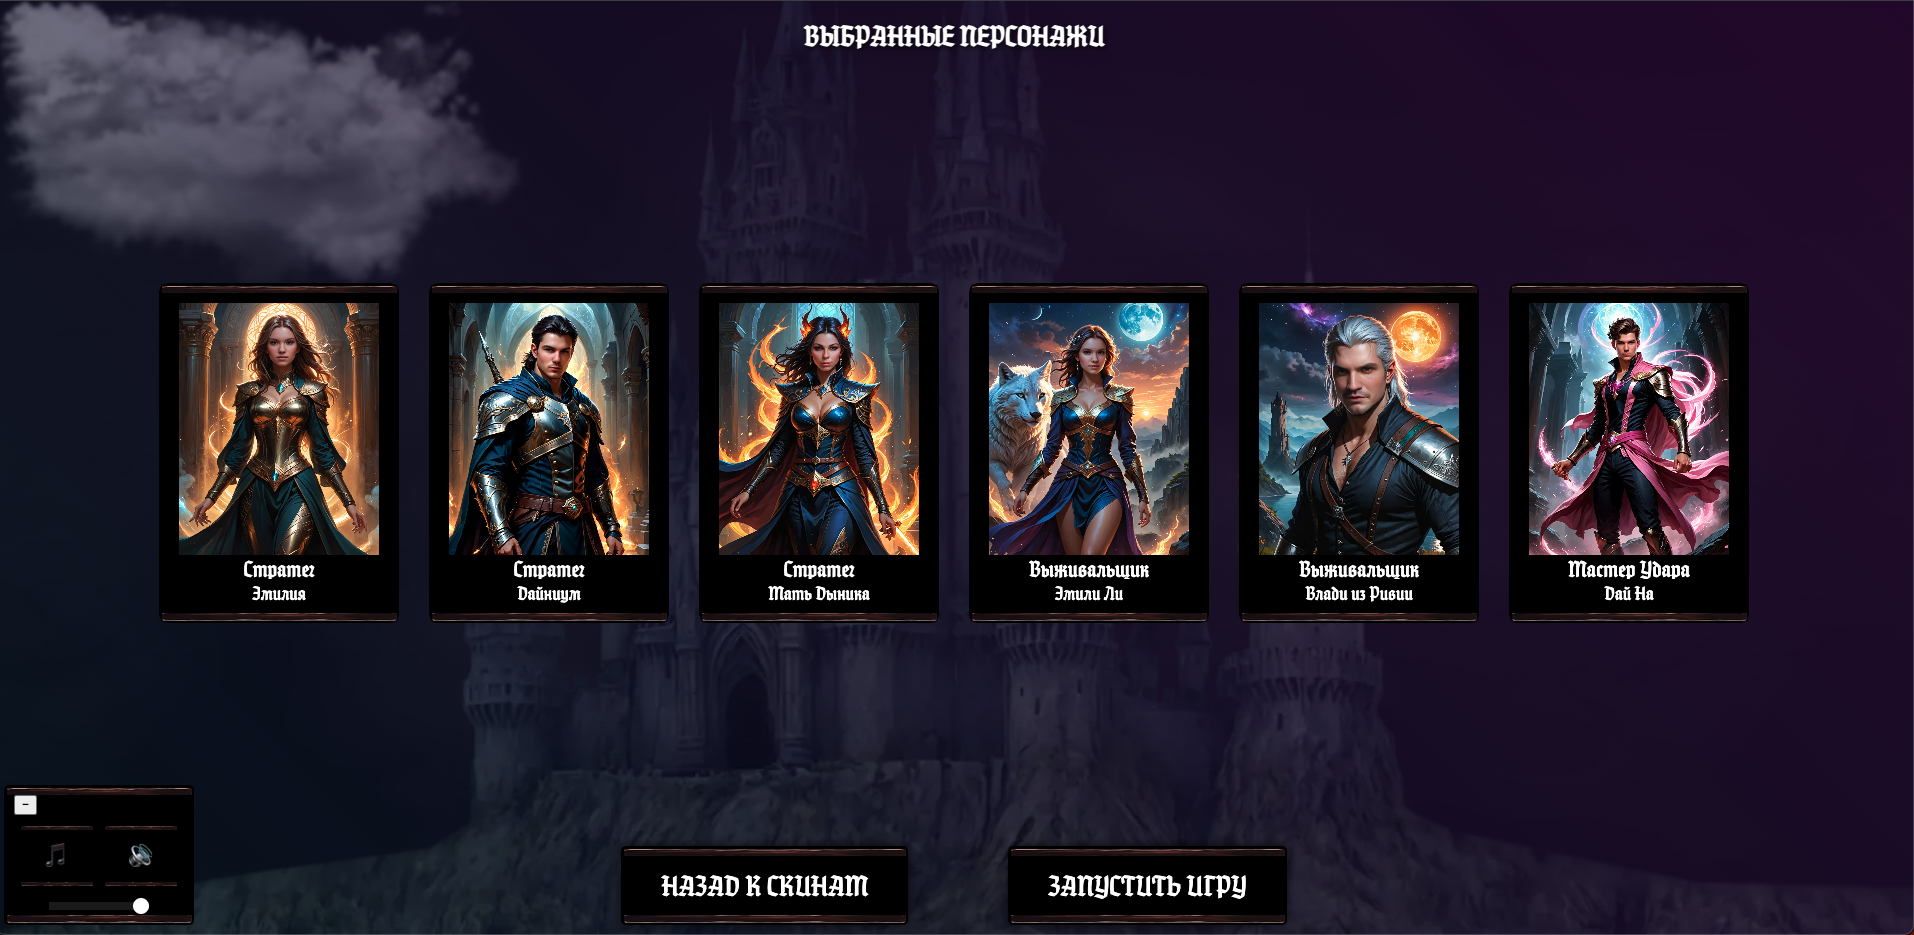 ВЫБРАННЫЕ ПЕРСОНАЖИ
Стратег
Эмилия
Стратег
Дайниум
Стратег
Мать Дыника
Выживальщик
Эмили Ли
Выживальщик
Влади из Ривии
Мастер Удара
Дай На
НАЗАД К СКИНАМ
ЗАПУСТИТЬ ИГРУ